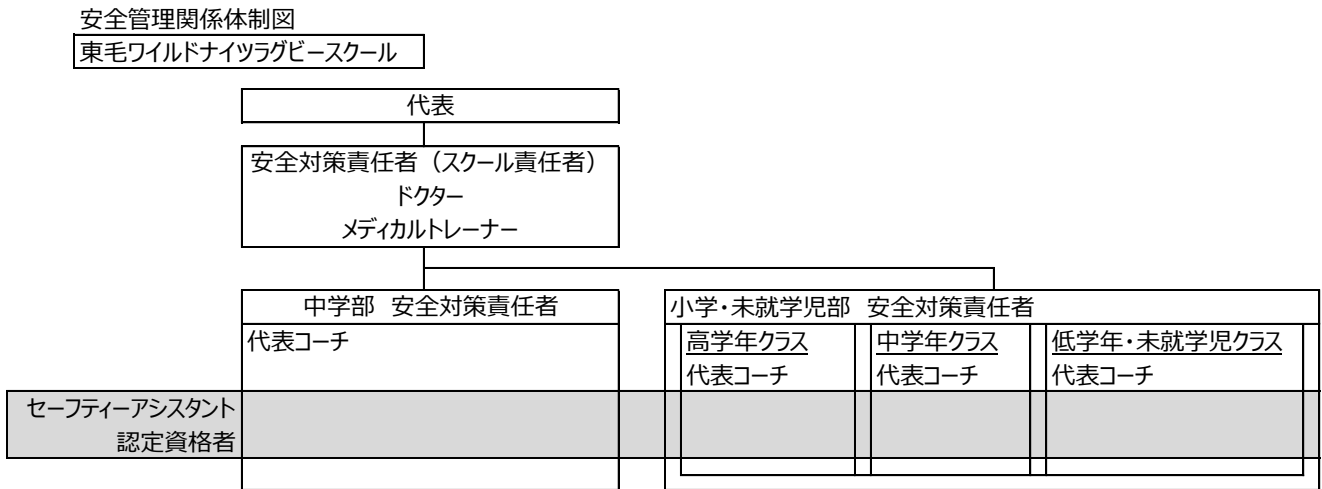 安全管理関係体制図
東毛ワイルドナイツラグビースクール
代表
安全対策責任者（スクール責任者）
ドクター
メディカルトレーナー
中学部　安全対策責任者
代表コーチ
小学・未就学児部　安全対策責任者
高学年クラス
代表コーチ
中学年クラス
代表コーチ
低学年・未就学児クラス
代表コーチ
セーフティーアシスタント
認定資格者